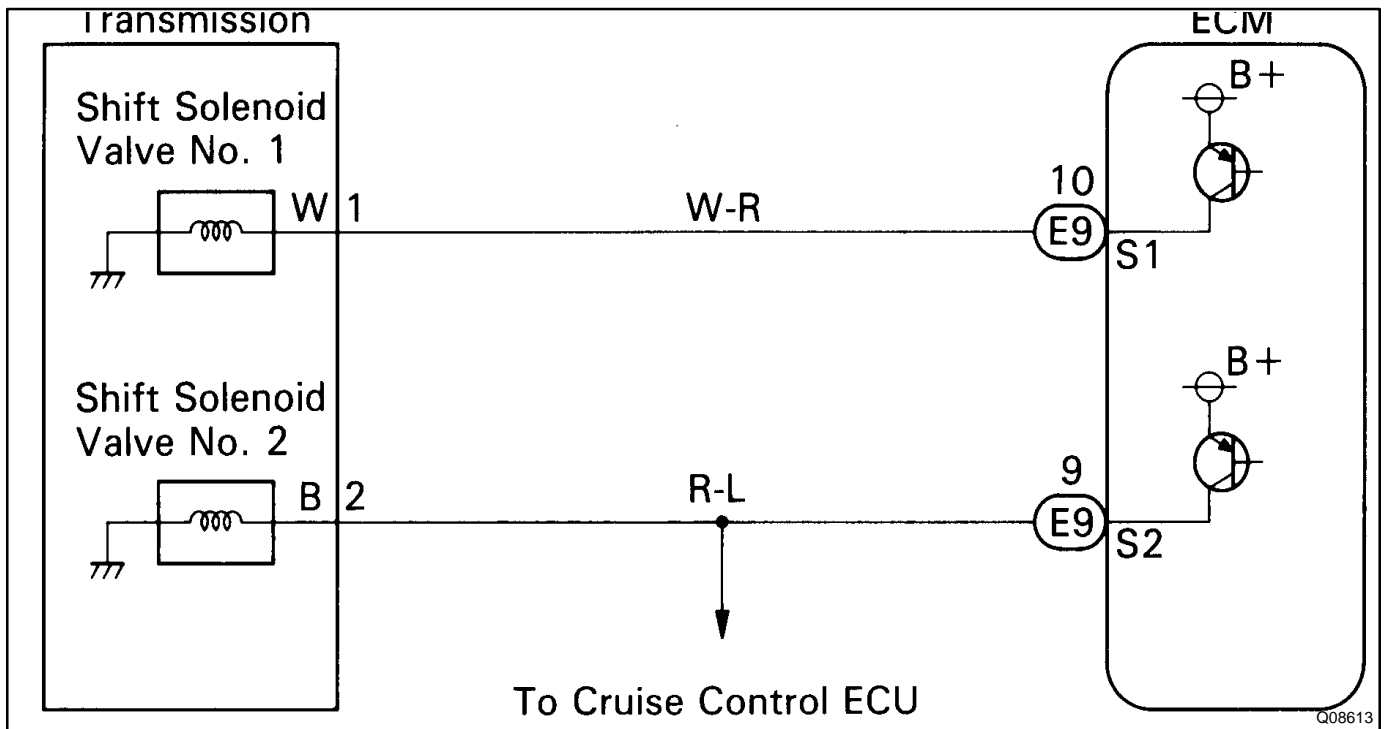 Transmission
ECM
Shift Solenoid
Valve No. 1
W 1
W-R
10
E9
S1
B+
Shift Solenoid
Valve No. 2
B 2
R-L
9
E9
S2
B+
To Cruise Control ECU
Q08613